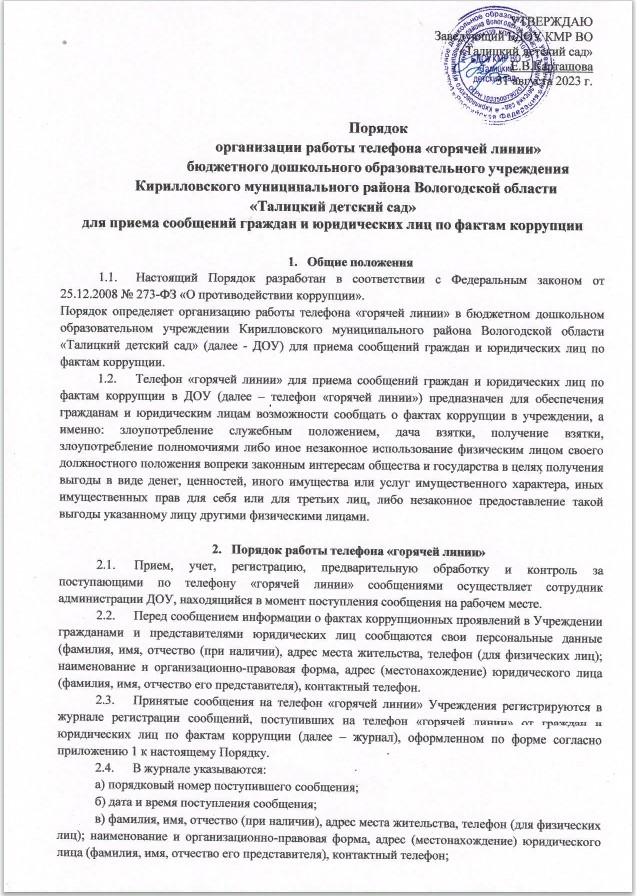 УТВЕРЖДАЮ
Заведующий БДОУ КМР ВО
«Талицкий детский сад»
Е.В.Карташова
31 августа 2023 г.
БДОУ КМР ВО
«Талицкий
детский сад»
Порядок
организации работы телефона «горячей линии»
бюджетного дошкольного образовательного учреждения
Кирилловского муниципального района Вологодской области
«Талицкий детский сад»
для приема сообщений граждан и юридических лиц по фактам коррупции
1. Общие положения
1.1. Настоящий Порядок разработан в соответствии с Федеральным законом от
25.12.2008 № 273-ФЗ «О противодействии коррупции».
Порядок определяет организацию работы телефона «горячей линии» в бюджетном дошкольном
образовательном учреждении Кирилловского муниципального района Вологодской области
«Талицкий детский сад» (далее - ДОУ) для приема сообщений граждан и юридических лиц по
фактам коррупции.
1.2. Телефон «горячей линии» для приема сообщений граждан и юридических лиц по
фактам коррупции в ДОУ (далее – телефон «горячей линии») предназначен для обеспечения
гражданам и юридическим лицам возможности сообщать о фактах коррупции в учреждении, а
именно: злоупотребление служебным положением, дача взятки, получение взятки,
злоупотребление полномочиями либо иное незаконное использование физическим лицом своего
должностного положения вопреки законным интересам общества и государства в целях получения
выгоды в виде денег, ценностей, иного имущества или услуг имущественного характера, иных
имущественных прав для себя или для третьих лиц, либо незаконное предоставление такой
выгоды указанному лицу другими физическими лицами.
2. Порядок работы телефона «горячей линии»
2.1. Прием, учет, регистрацию, предварительную обработку и контроль за
поступающими по телефону «горячей линии» сообщениями осуществляет сотрудник
администрации ДОУ, находящийся в момент поступления сообщения на рабочем месте.
2.2. Перед сообщением информации о фактах коррупционных проявлений в Учреждении
гражданами и представителями юридических лиц сообщаются свои персональные данные
(фамилия, имя, отчество (при наличии), адрес места жительства, телефон (для физических лиц);
наименование и организационно-правовая форма, адрес (местонахождение) юридического лица
(фамилия, имя, отчество его представителя), контактный телефон.
2.3. Принятые сообщения на телефон «горячей линии» Учреждения регистрируются в
журнале регистрации сообщений, поступивших на телефон «горячей линии» от граждан и
юридических лиц по фактам коррупции (далее – журнал), оформленном по форме согласно
приложению 1 к настоящему Порядку.
2.4. В журнале указываются:
а) порядковый номер поступившего сообщения;
б) дата и время поступления сообщения;
в) фамилия, имя, отчество (при наличии), адрес места жительства, телефон (для физических
лиц); наименование и организационно-правовая форма, адрес (местонахождение) юридического
лица (фамилия, имя, отчество его представителя), контактный телефон;